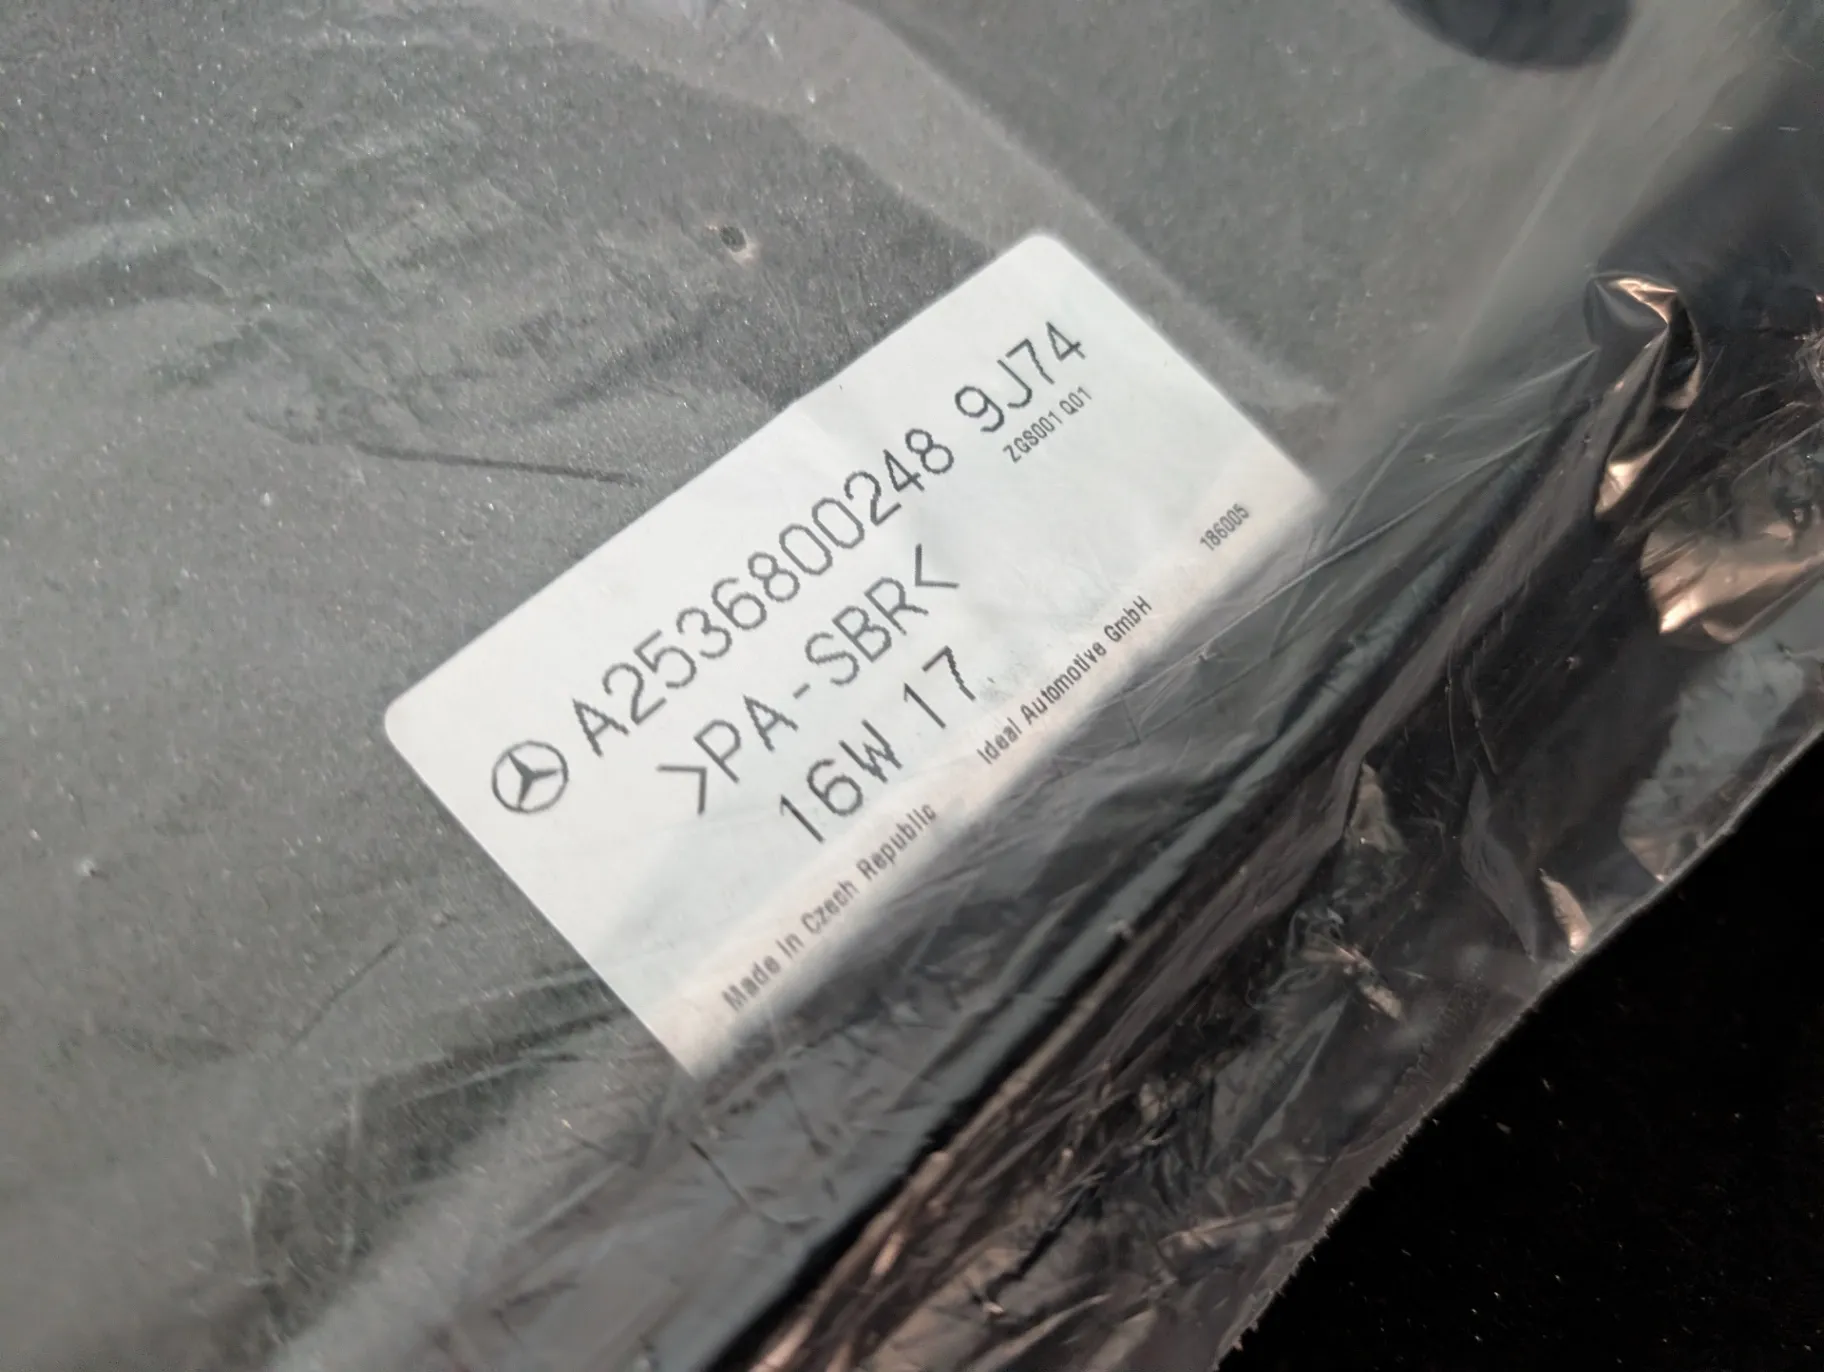 A2536800248 9J74
ZGS001 Q01
>PA-SBR<
16W 17
186005
Made in Czech Republic
Ideal Automotive GmbH